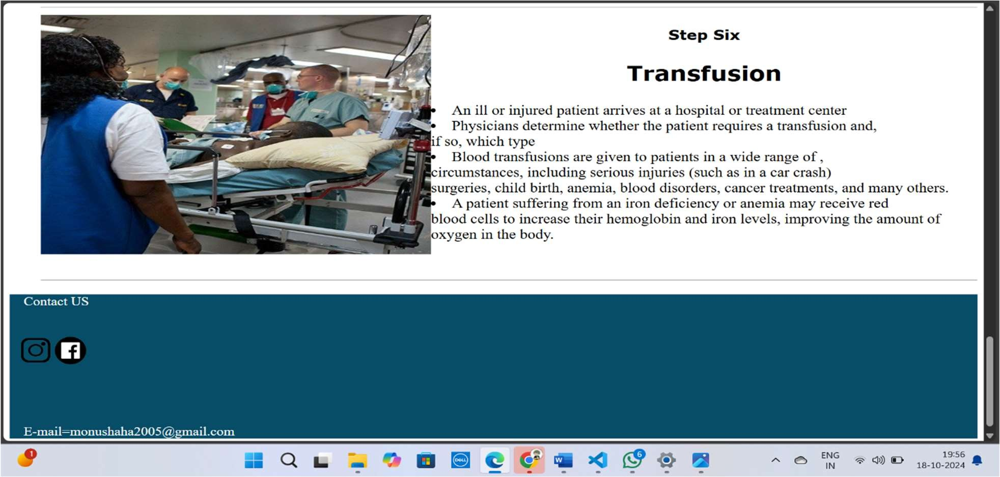 Step Six
Transfusion
• An ill or injured patient arrives at a hospital or treatment center
• Physicians determine whether the patient requires a transfusion and,
if so, which type
• Blood transfusions are given to patients in a wide range of ,
circumstances, including serious injuries (such as in a car crash)
surgeries, child birth, anemia, blood disorders, cancer treatments, and many others.
• A patient suffering from an iron deficiency or anemia may receive red
blood cells to increase their hemoglobin and iron levels, improving the amount of
oxygen in the body.
Contact US
E-mail=monushaha2005@gmail.com
1
DELL
W
6
ENG
IN
19:56
18-10-2024